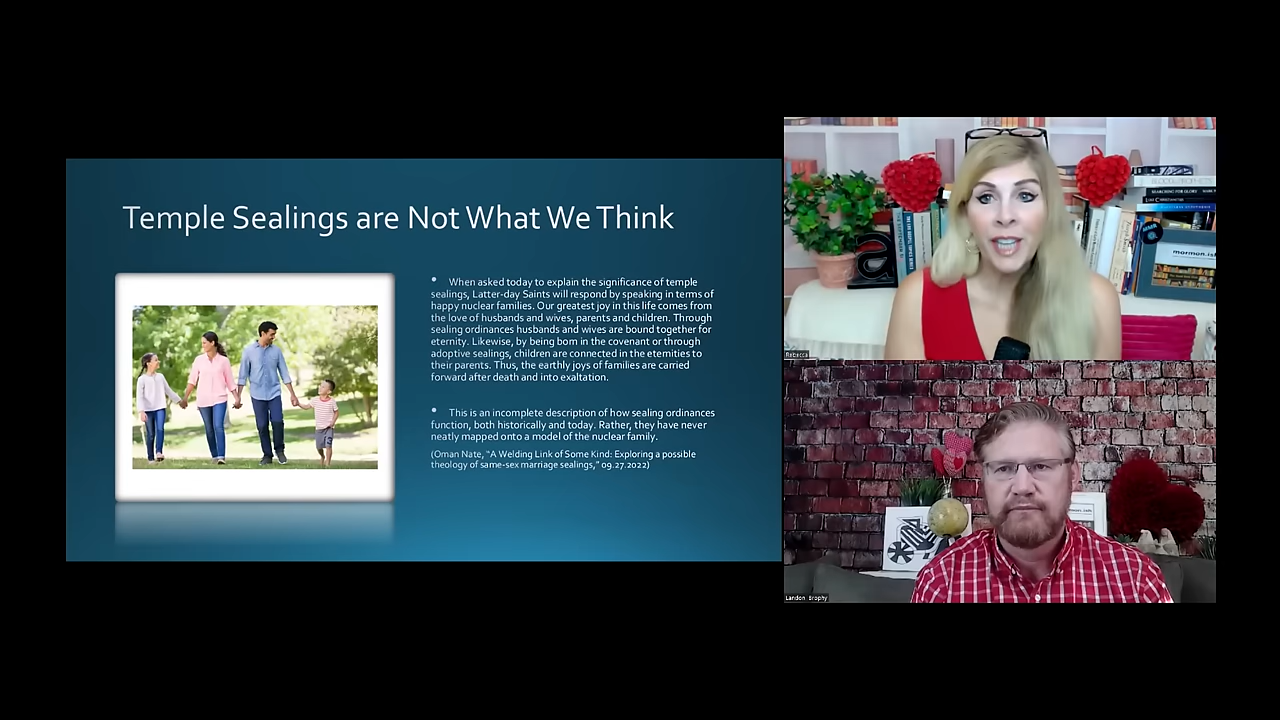 Temple Sealings are Not What We Think
• When asked today to explain the significance of temple
sealings, Latter-day Saints will respond by speaking in terms of
happy nuclear families. Our greatest joy in this life comes from
the love of husbands and wives, parents and children. Through
sealing ordinances husbands and wives are bound together for
eternity. Likewise, by being born in the covenant or through
adoptive sealings, children are connected in the eternities to
their parents. Thus, the earthly joys of families are carried
forward after death and into exaltation.
• This is an incomplete description of how sealing ordinances
function, both historically and today. Rather, they have never
neatly mapped onto a model of the nuclear family.
(Oman Nate, "A Welding Link of Some Kind: Exploring a possible
theology of same-sex marriage sealings," 09.27.2022)
SEARCHING FOR GLORY
mormon.ish
a
Rebecca
Landon Brophy